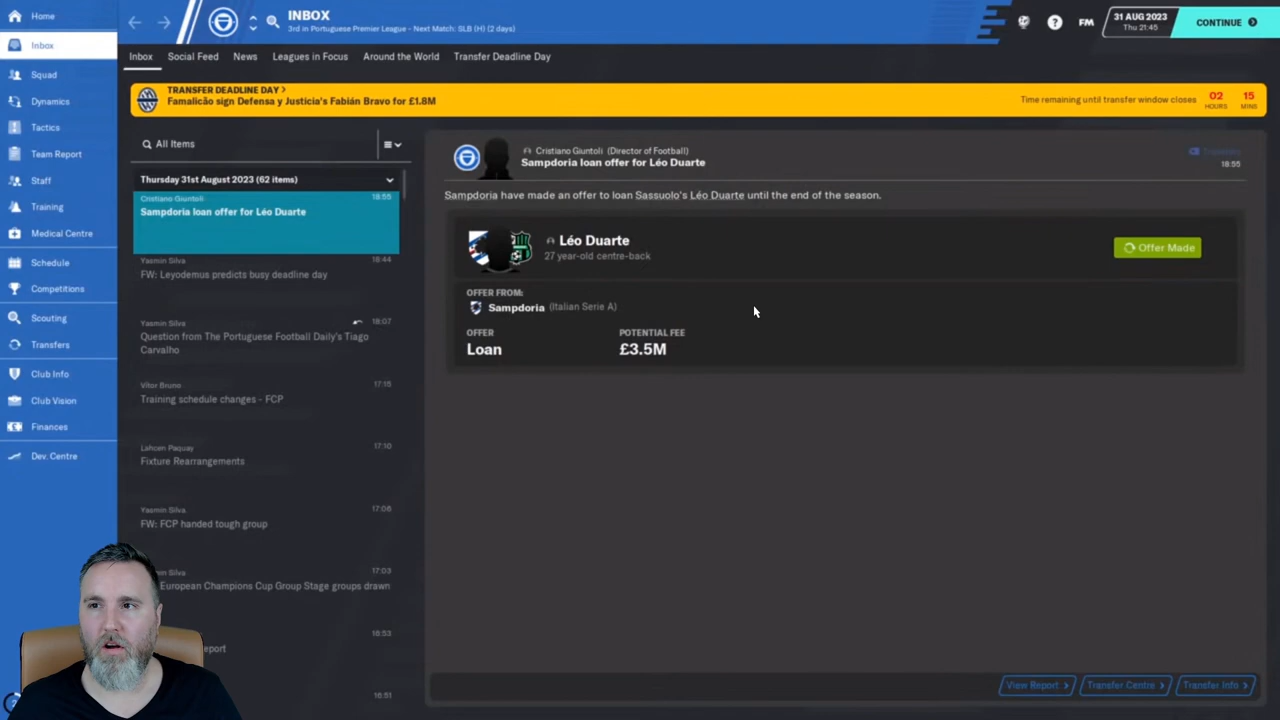 Home
Inbox
Squad
Dynamics
Tactics
Team Report
Staff
Training
Medical Centre
Schedule
Competitions
Scouting
Transfers
Club Info
Club Vision
Finances
Dev. Centre
INBOX
3rd in Portuguese Premier League - Next Match: SLB (H) (2 days)
FM
31 AUG 2023
Thu 21:45
CONTINUE
Inbox
Social Feed
News
Leagues in Focus
Around the World
Transfer Deadline Day
TRANSFER DEADLINE DAY >
Famalicão sign Defensa y Justicia's Fabián Bravo for £1.8M
Time remaining until transfer window closes
02
HOURS
15
MINS
All Items
Thursday 31st August 2023 (62 items)
Cristiano Giuntoli
18:55
Sampdoria loan offer for Léo Duarte
Yasmin Silva
18:44
FW: Leyodemus predicts busy deadline day
Yasmin Silva
18:07
Question from The Portuguese Football Daily's Tiago
Carvalho
Vítor Bruno
17:15
Training schedule changes - FCP
Lahcen Paquay
17:10
Fixture Rearrangements
Yasmin Silva
17:06
FW: FCP handed tough group
Silva
17:03
European Champions Cup Group Stage groups drawn
16:53
16:51
Cristiano Giuntoli (Director of Football)
Sampdoria loan offer for Léo Duarte
Transfers
18:55
Sampdoria have made an offer to loan Sassuolo's Léo Duarte until the end of the season.
Léo Duarte
27 year-old centre-back
Offer Made
OFFER FROM:
Sampdoria (Italian Serie A)
OFFER
Loan
POTENTIAL FEE
£3.5M
View Report >
Transfer Centre >
Transfer Info >